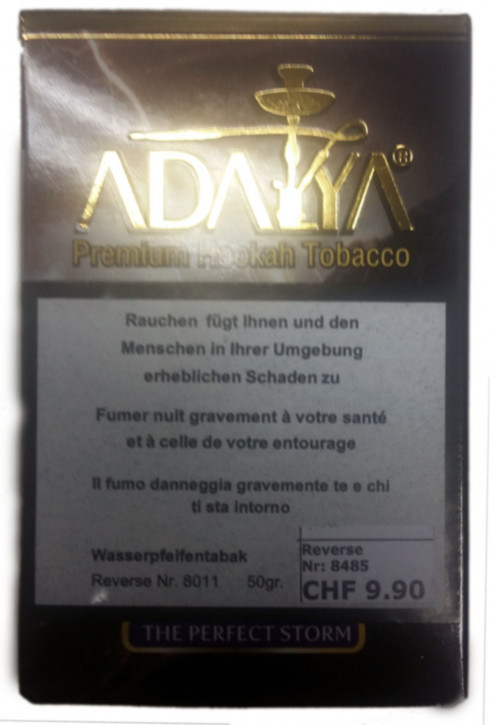 ADALYA®
Premium Hookah Tobacco
Rauchen fügt Ihnen und den
Menschen in Ihrer Umgebung
erheblichen Schaden zu
Fumer nuit gravement à votre santé
et à celle de votre entourage
Il fumo danneggia gravemente te e chi
ti sta intorno
Wasserpfeifentabak
Reverse Nr. 8011 50gr.
Reverse
Nr: 8485
CHF 9.90
THE PERFECT STORM